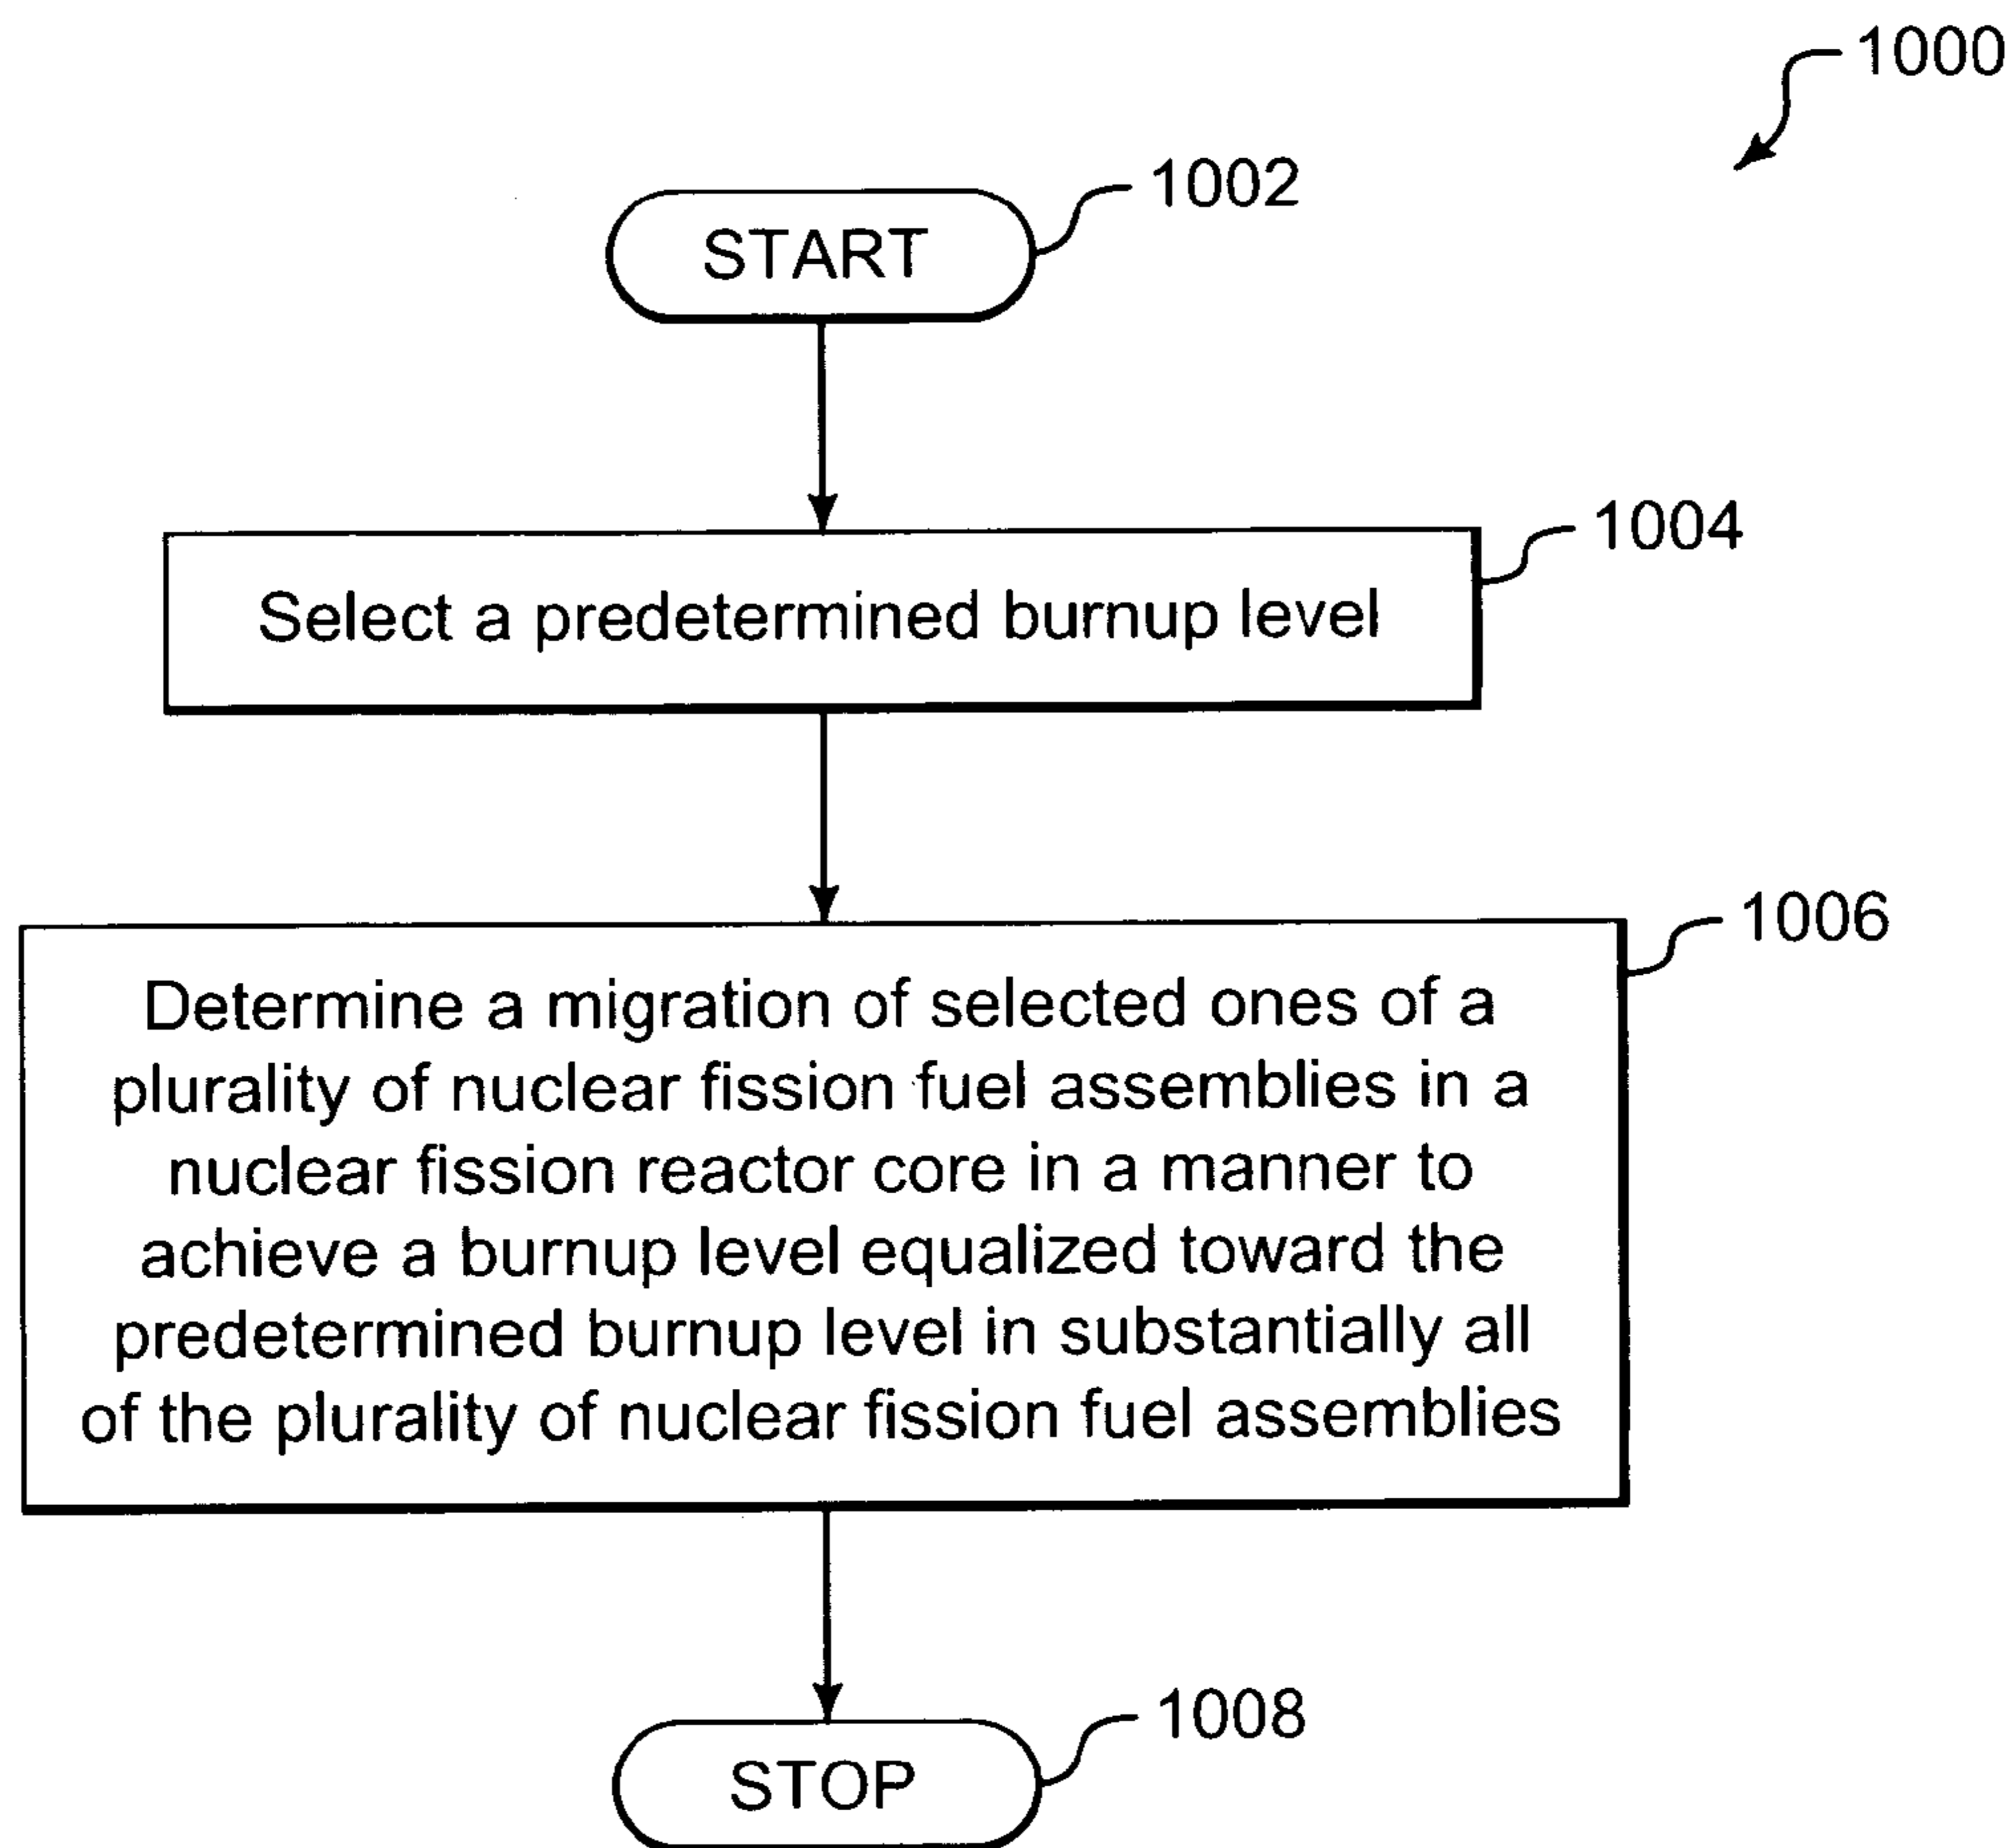 1000
1002
START
1004
Select a predetermined burnup level
1006
Determine a migration of selected ones of a
plurality of nuclear fission fuel assemblies in a
nuclear fission reactor core in a manner to
achieve a burnup level equalized toward the
predetermined burnup level in substantially all
of the plurality of nuclear fission fuel assemblies
1008
STOP